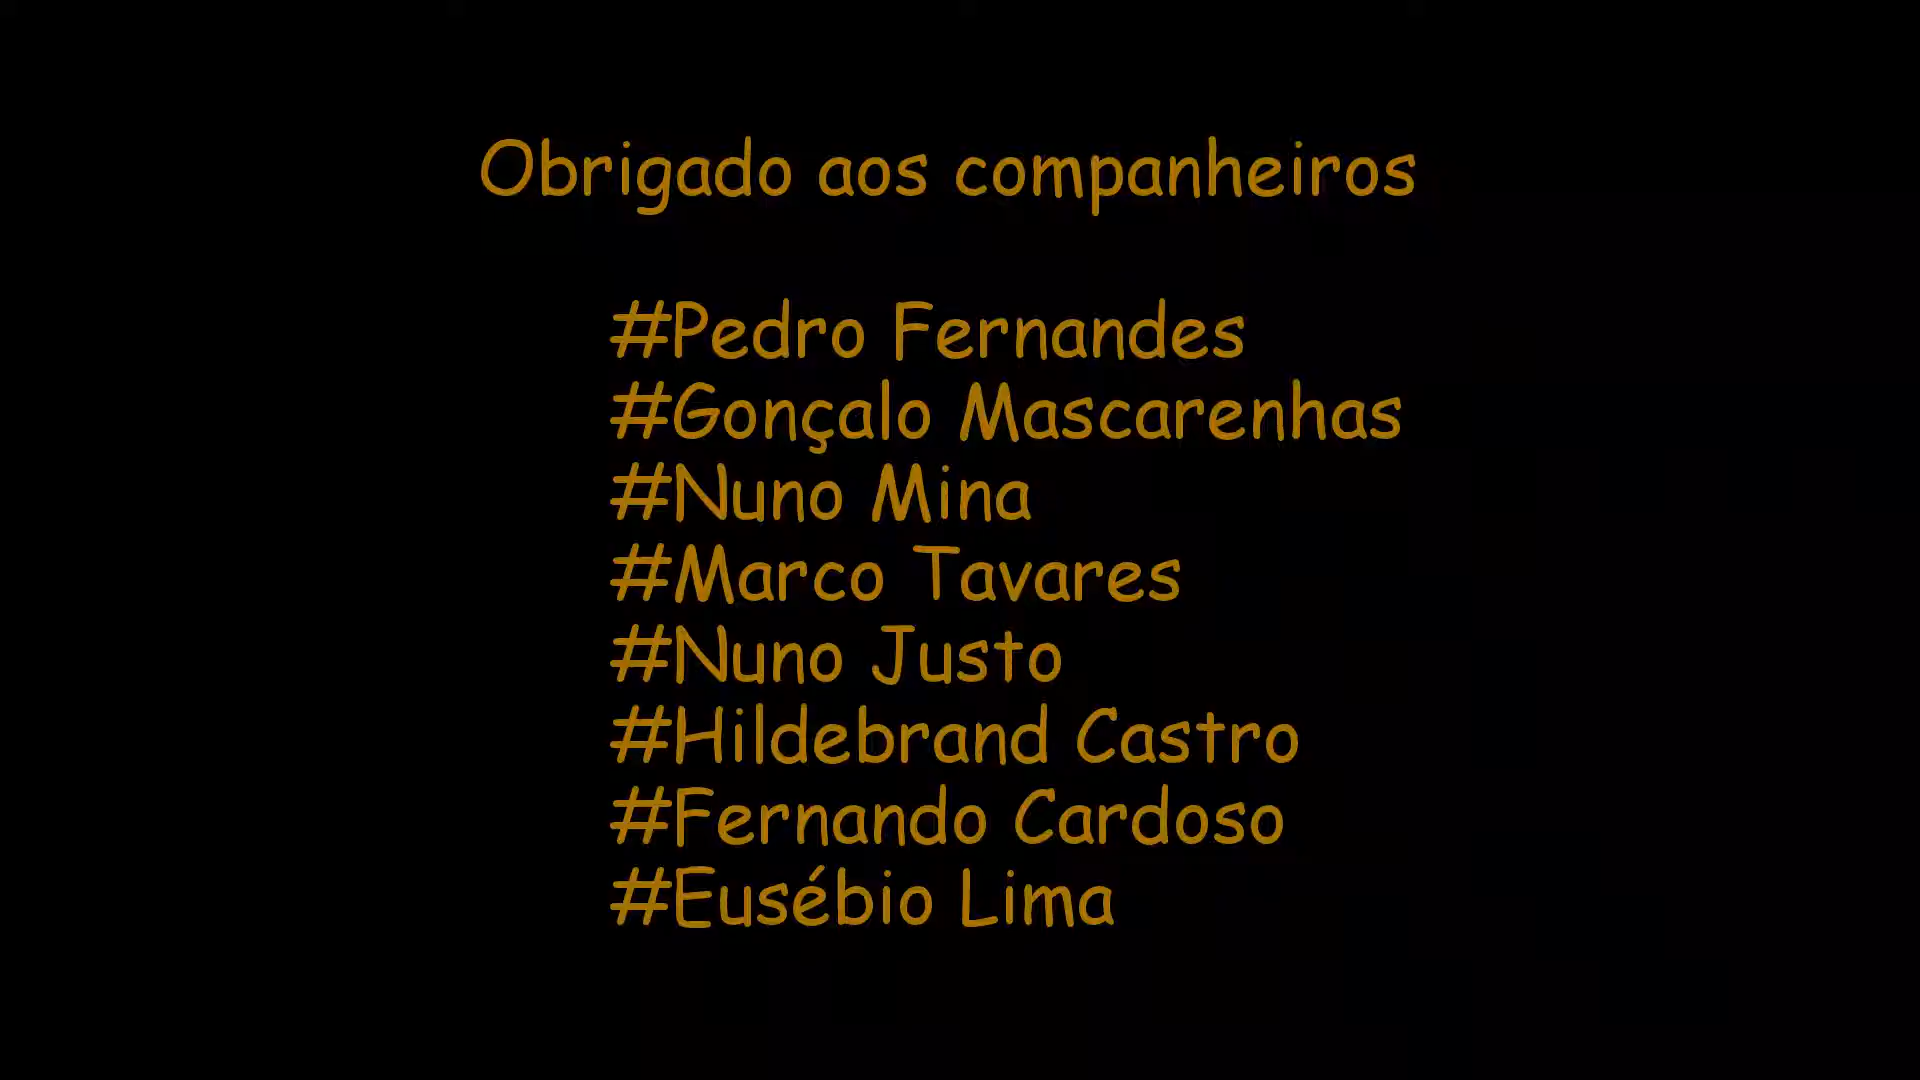 Obrigado aos companheiros
#Pedro Fernandes
#Gonçalo Mascarenhas
#Nuno Mina
#Marco Tavares
#Nuno Justo
#Hildebrand Castro
#Fernando Cardoso
#Eusébio Lima